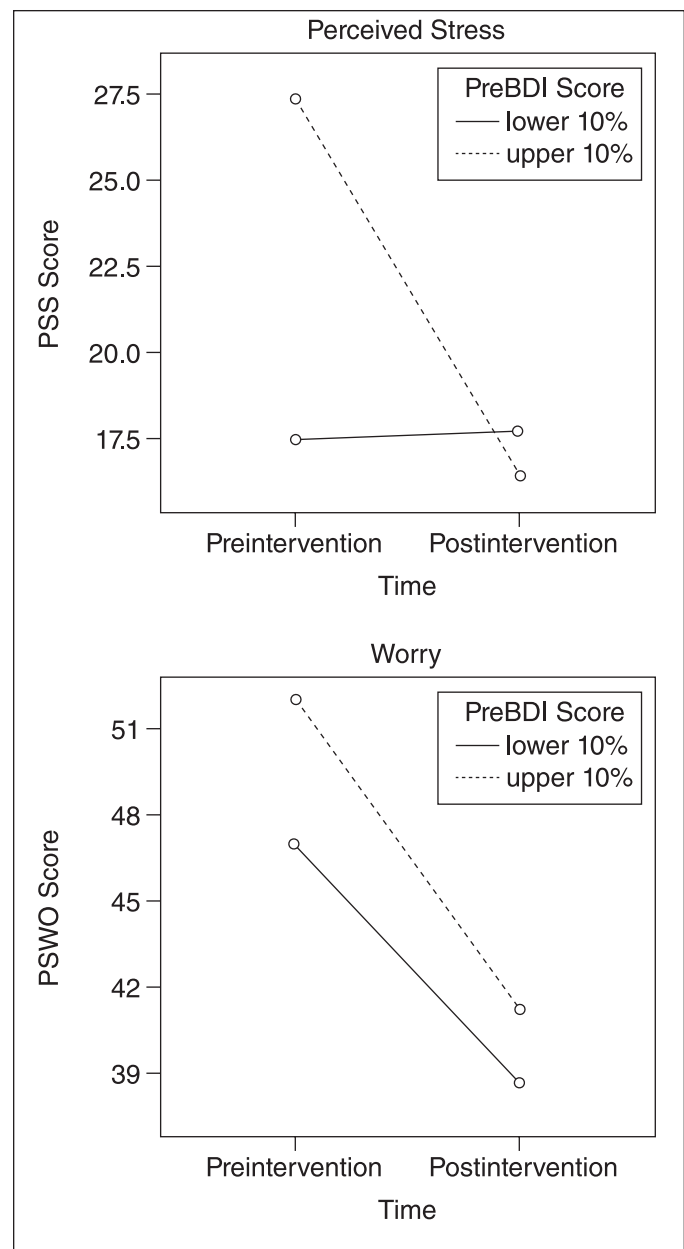 Perceived Stress
PreBDI Score
lower 10%
upper 10%
27.5
25.0
22.5
20.0
17.5
PSS Score
Preintervention Postintervention
Time
Worry
PreBDI Score
lower 10%
upper 10%
51
48
45
42
39
PSWO Score
Preintervention Postintervention
Time